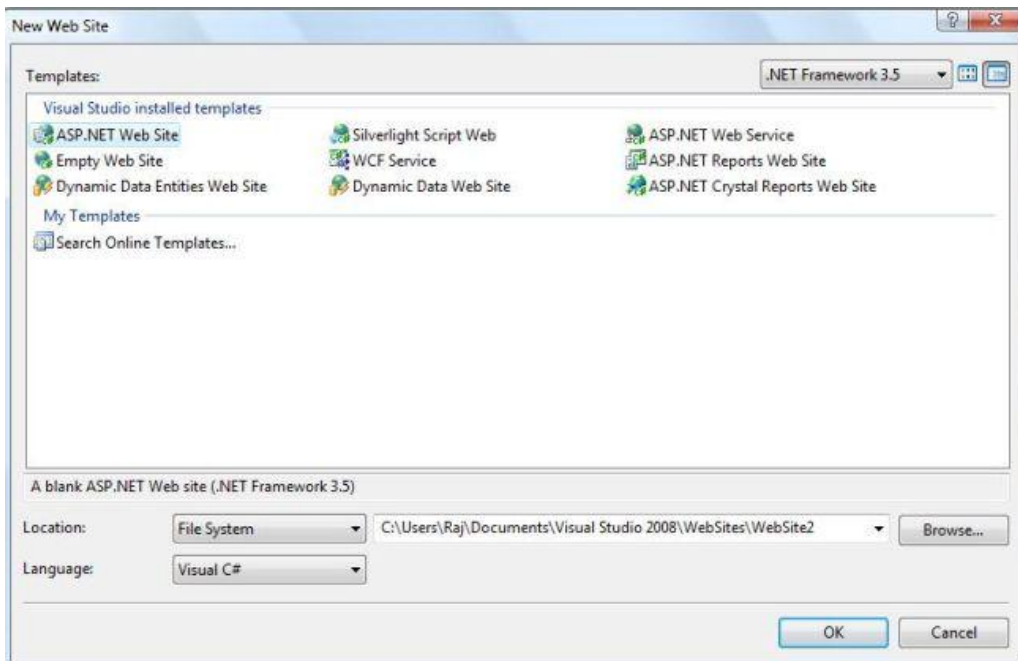 New Web Site
Templates:
.NET Framework 3.5
Visual Studio installed templates
ASP.NET Web Site
Silverlight Script Web
ASP.NET Web Service
Empty Web Site
WCF Service
ASP.NET Reports Web Site
Dynamic Data Entities Web Site
Dynamic Data Web Site
ASP.NET Crystal Reports Web Site
My Templates
Search Online Templates...
A blank ASP.NET Web site (.NET Framework 3.5)
Location:
File System
C:\Users\Raj\Documents\Visual Studio 2008\WebSites\WebSite2
Browse...
Language:
Visual C#
OK
Cancel